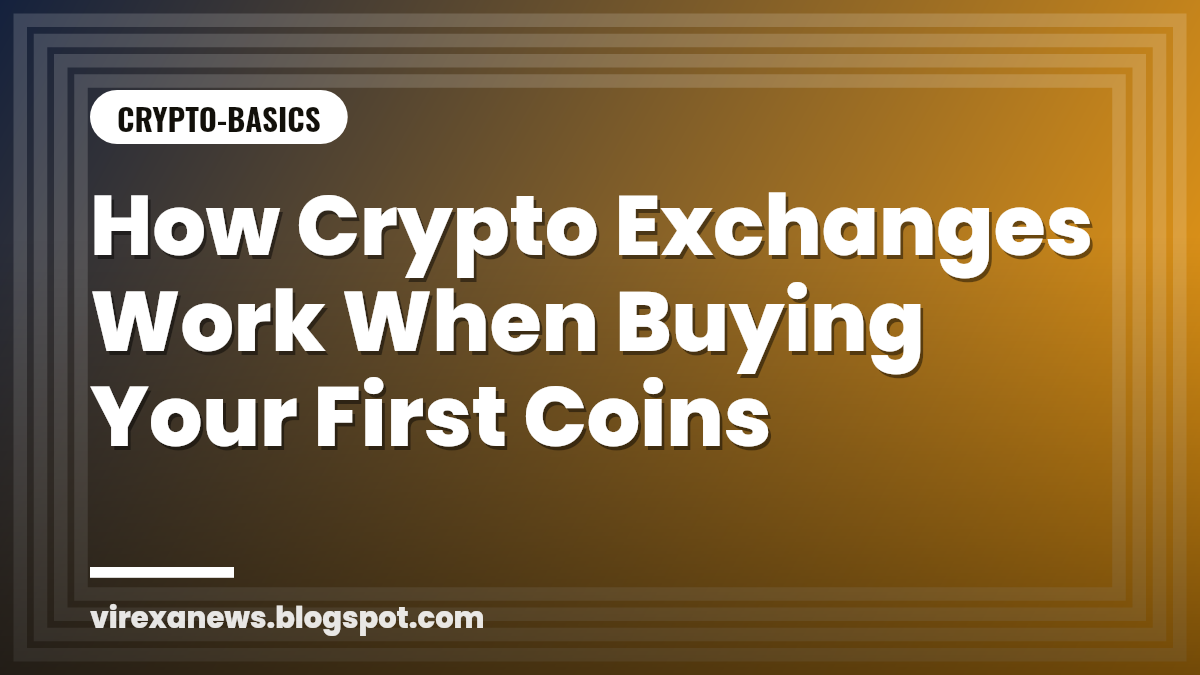 CRYPTO-BASICS
How Crypto Exchanges
Work When Buying
Your First Coins
virexanews.blogspot.com